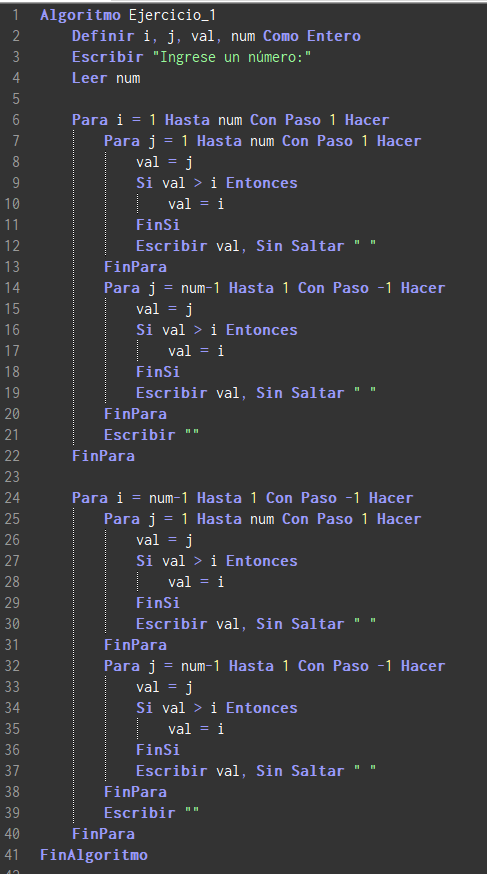 1 Algoritmo Ejercicio_1
2 Definir i, j, val, num Como Entero
3 Escribir "Ingrese un número:"
4 Leer num
5
6 Para i = 1 Hasta num Con Paso 1 Hacer
7 Para j = 1 Hasta num Con Paso 1 Hacer
8 val = j
9 Si val > i Entonces
10 val = i
11 FinSi
12 Escribir val, Sin Saltar " "
13 FinPara
14 Para j = num-1 Hasta 1 Con Paso -1 Hacer
15 val = j
16 Si val > i Entonces
17 val = i
18 FinSi
19 Escribir val, Sin Saltar " "
20 FinPara
21 Escribir ""
22 FinPara
23
24 Para i = num-1 Hasta 1 Con Paso -1 Hacer
25 Para j = 1 Hasta num Con Paso 1 Hacer
26 val = j
27 Si val > i Entonces
28 val = i
29 FinSi
30 Escribir val, Sin Saltar " "
31 FinPara
32 Para j = num-1 Hasta 1 Con Paso -1 Hacer
33 val = j
34 Si val > i Entonces
35 val = i
36 FinSi
37 Escribir val, Sin Saltar " "
38 FinPara
39 Escribir ""
40 FinPara
41 FinAlgoritmo